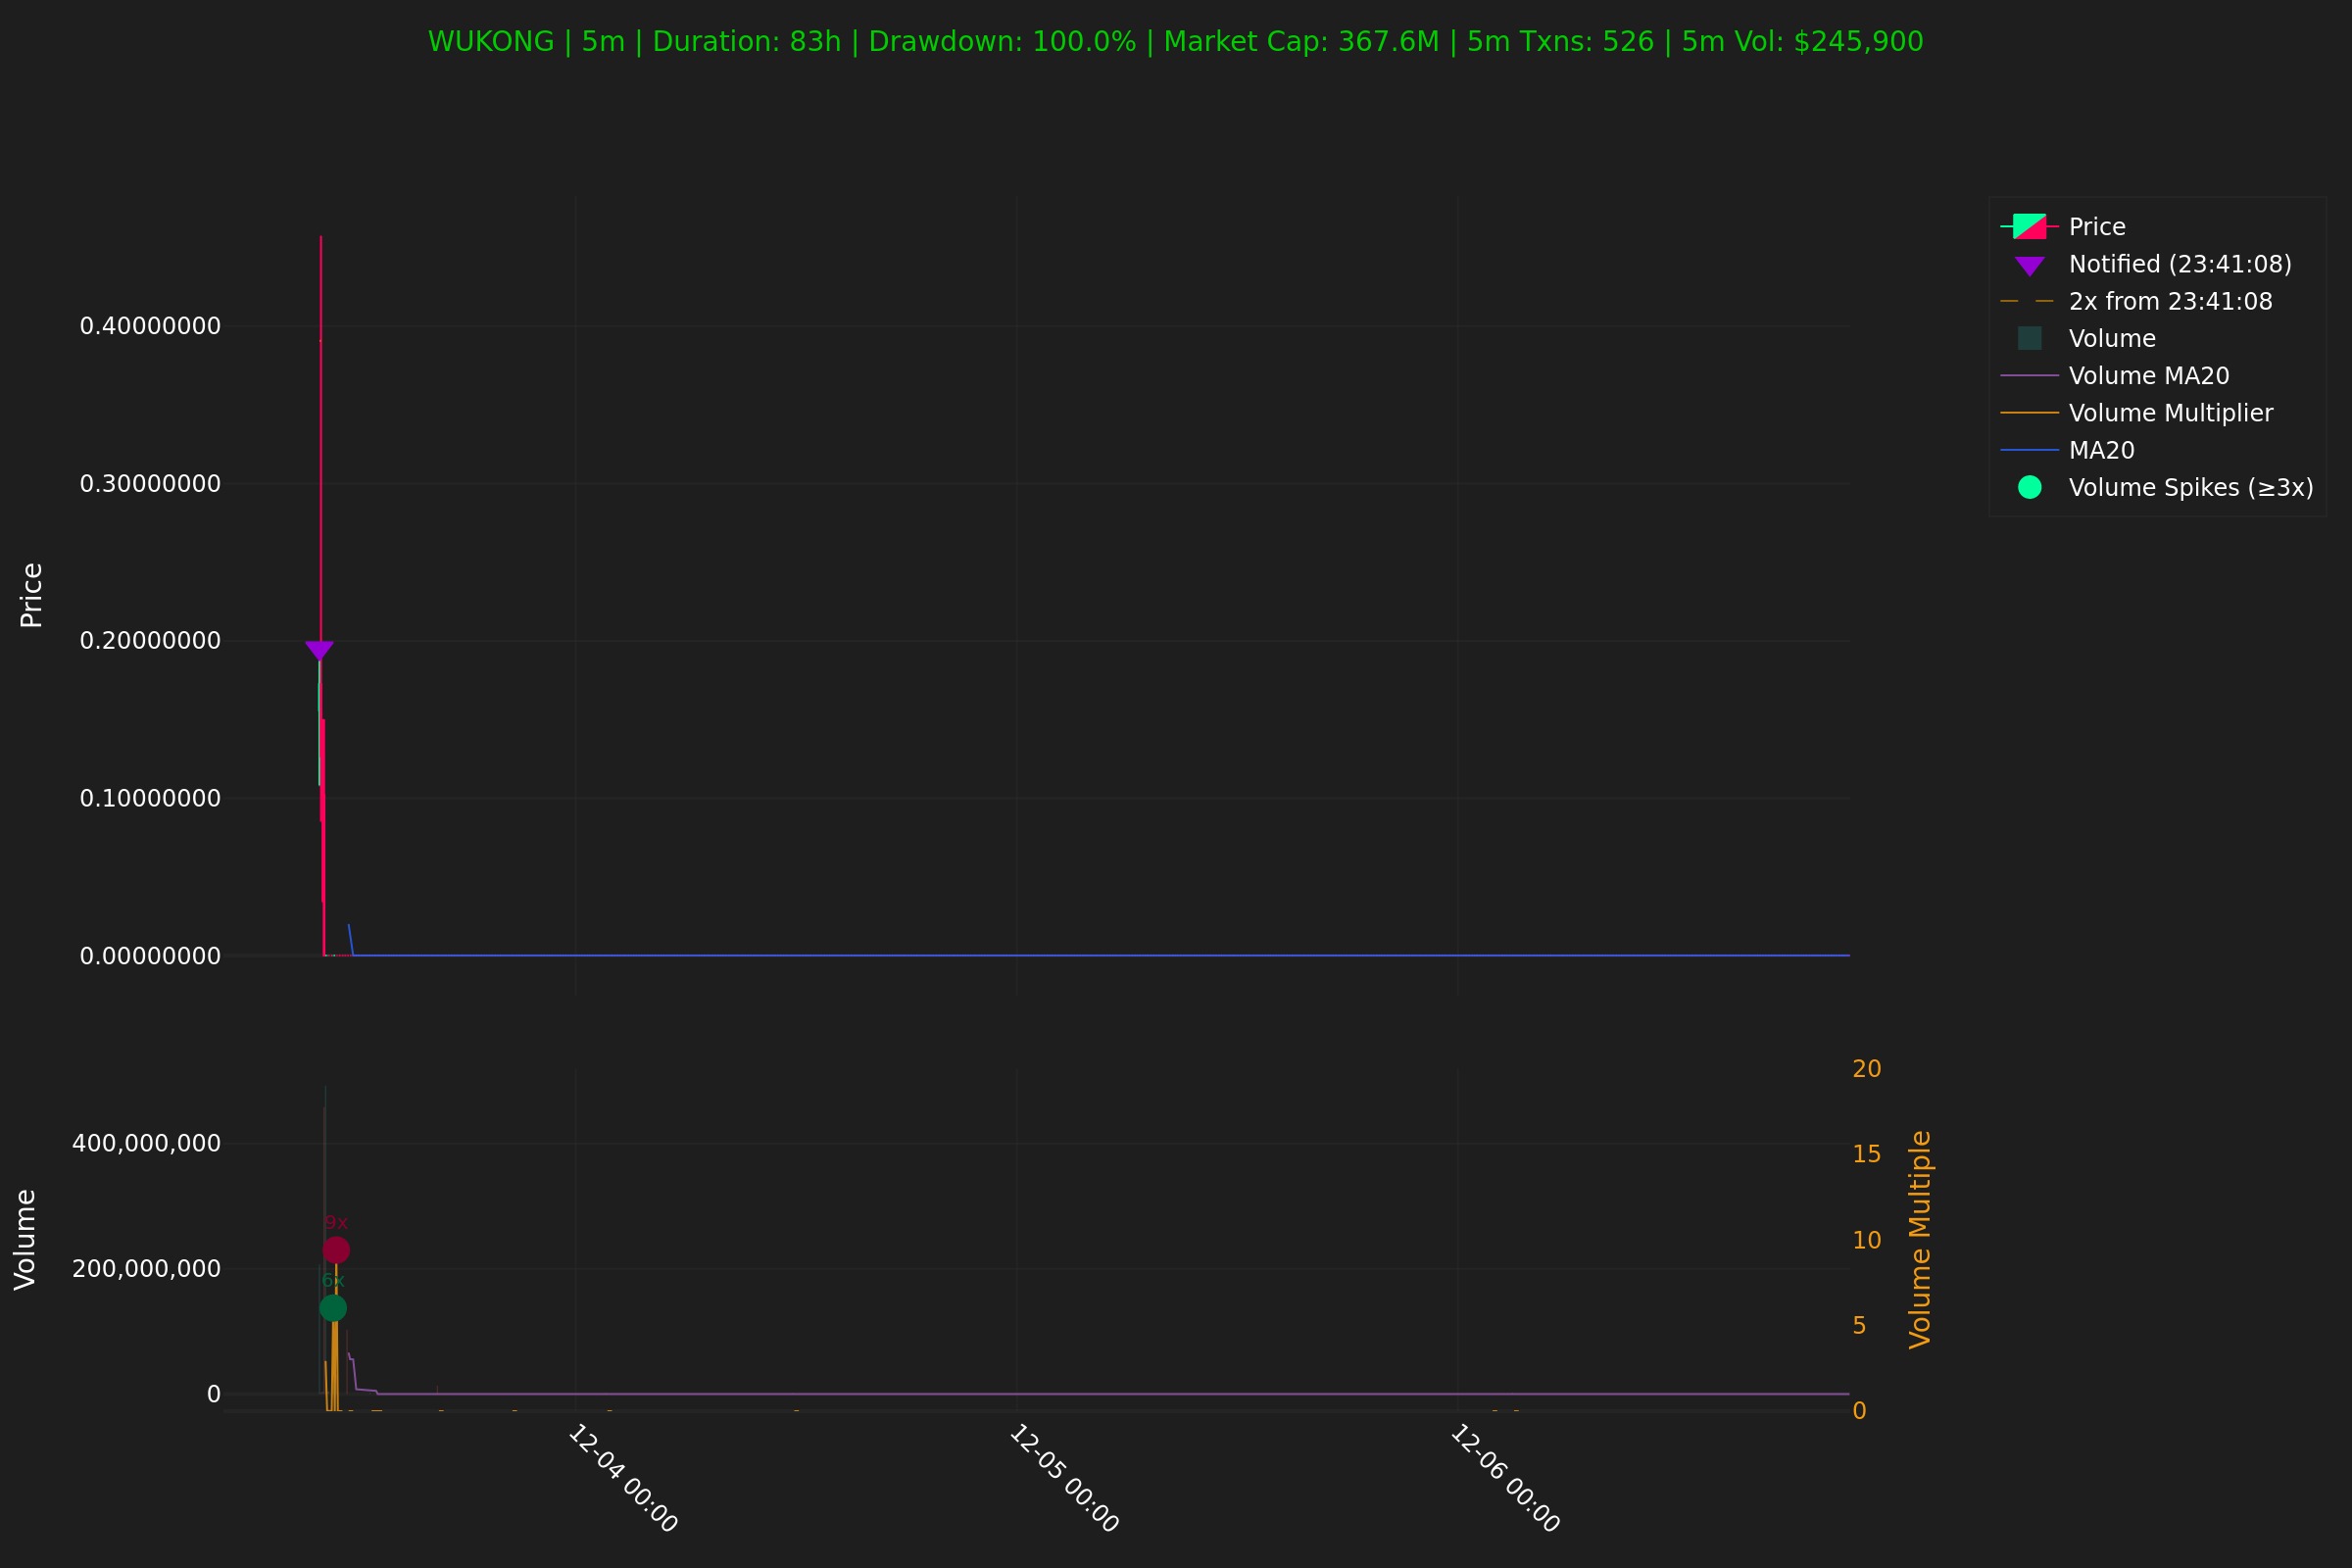 WUKONG | 5m | Duration: 83h | Drawdown: 100.0% | Market Cap: 367.6M | 5m Txns: 526 | 5m Vol: $245,900
Price
Notified (23:41:08)
2x from 23:41:08
Volume
Volume MA20
Volume Multiplier
MA20
Volume Spikes (≥3x)
Price
0.40000000
0.30000000
0.20000000
0.10000000
0.00000000
Volume
400,000,000
200,000,000
0
9x
6x
20
15
10
5
0
Volume Multiple
12-04 00:00
12-05 00:00
12-06 00:00